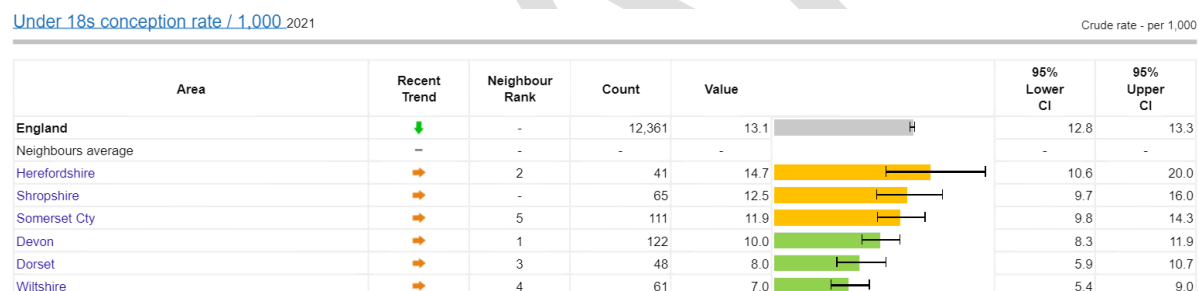 Under 18s conception rate / 1,000 2021
Crude rate - per 1,000
Area Recent Trend Neighbour Rank Count Value 95% Lower CI 95% Upper CI
England - 12,361 13.1 12.8 13.3
Neighbours average – - - - - -
Herefordshire 2 41 14.7 10.6 20.0
Shropshire - 65 12.5 9.7 16.0
Somerset Cty 5 111 11.9 9.8 14.3
Devon 1 122 10.0 8.3 11.9
Dorset 3 48 8.0 5.9 10.7
Wiltshire 4 61 7.0 5.4 9.0